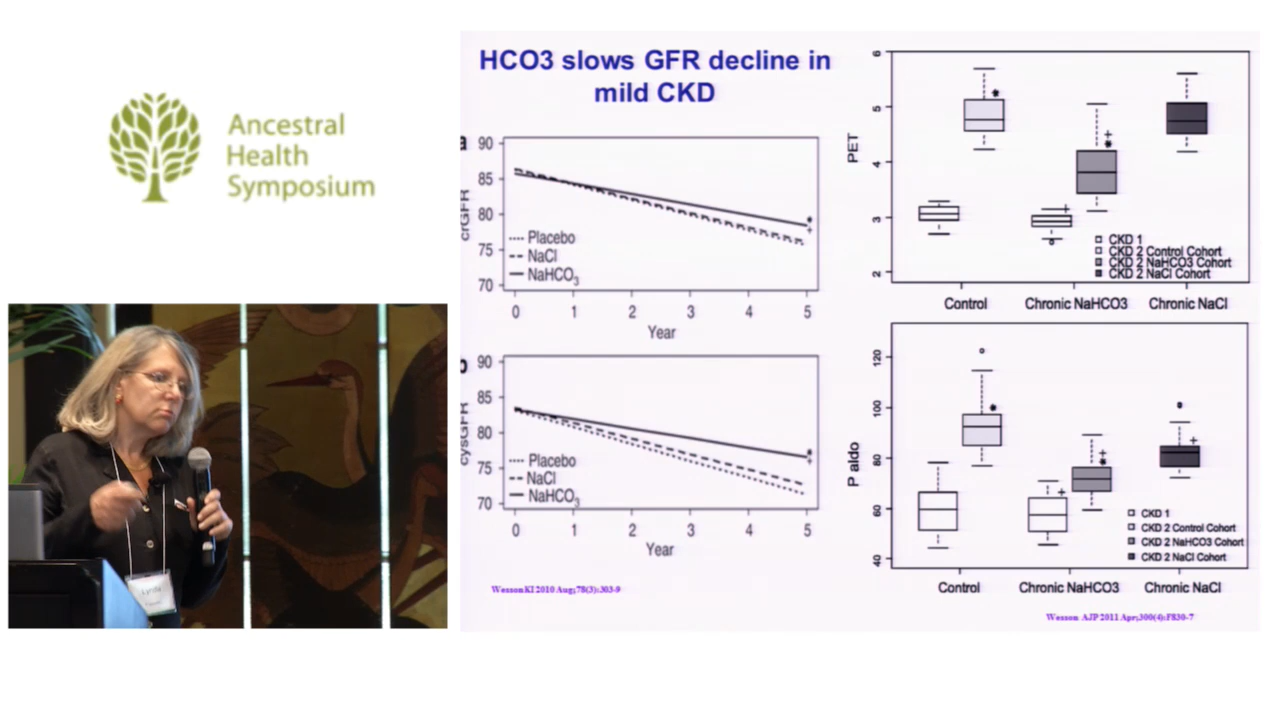 Ancestral
Health
Symposium
HCO3 slows GFR decline in
mild CKD
90
85
80
75
70
crGFR
Placebo
NaCl
NaHCO3
0 1 2 3 4 5
Year
90
85
80
75
70
cysGFR
Placebo
NaCl
NaHCO3
0 1 2 3 4 5
Year
Wesson KI 2010 Aug;78(3):303-9
PET
6
5
4
3
2
CKD 1
CKD 2 Control Cohort
CKD 2 NaHCO3 Cohort
CKD 2 NaCl Cohort
Control Chronic NaHCO3 Chronic NaCl
P aldo
120
100
80
60
40
CKD 1
CKD 2 Control Cohort
CKD 2 NaHCO3 Cohort
CKD 2 NaCl Cohort
Control Chronic NaHCO3 Chronic NaCl
Wesson AJP 2011 Apr;300(4):F830-7
Lynda